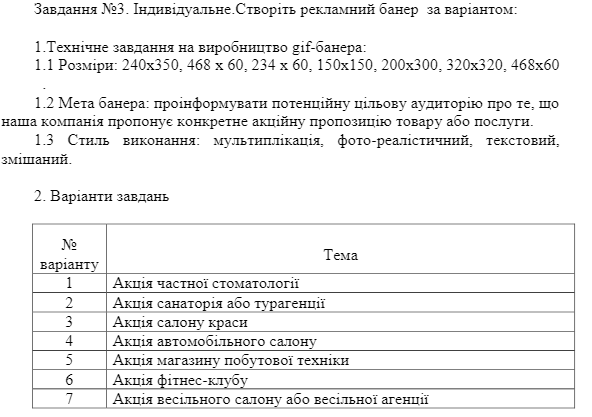 Завдання №3. Індивідуальне.Створіть рекламний банер за варіантом:
1.Технічне завдання на виробництво gif-банера:
1.1 Розміри: 240х350, 468 х 60, 234 х 60, 150х150, 200х300, 320х320, 468х60
.
1.2 Мета банера: проінформувати потенційну цільову аудиторію про те, що
наша компанія пропонує конкретне акційну пропозицію товару або послуги.
1.3 Стиль виконання: мультиплікація, фото-реалістичний, текстовий,
змішаний.
2. Варіанти завдань
№
варіанту
Тема
1 Акція частної стоматології
2 Акція санаторія або турагенції
3 Акція салону краси
4 Акція автомобільного салону
5 Акція магазину побутової техніки
6 Акція фітнес-клубу
7 Акція весільного салону або весільної агенції